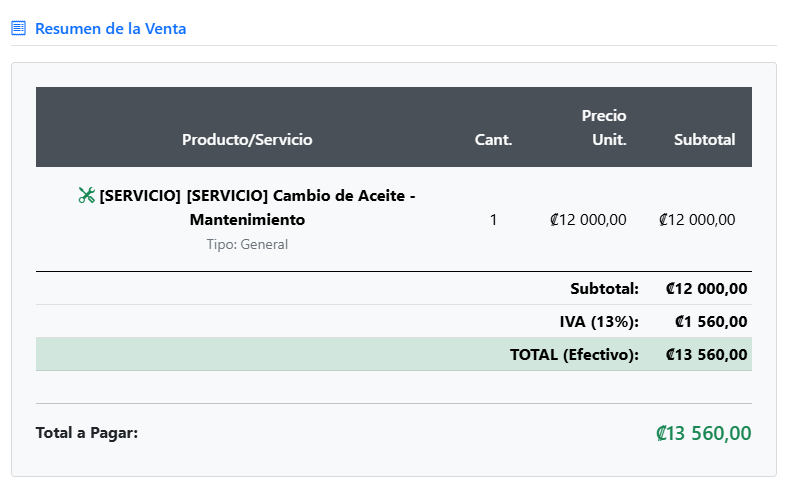 Resumen de la Venta
Producto/Servicio Cant. Precio Unit. Subtotal
[SERVICIO] [SERVICIO] Cambio de Aceite -
Mantenimiento 1 ₡12 000,00 ₡12 000,00
Tipo: General
Subtotal: ₡12 000,00
IVA (13%): ₡1 560,00
TOTAL (Efectivo): ₡13 560,00
Total a Pagar: ₡13 560,00